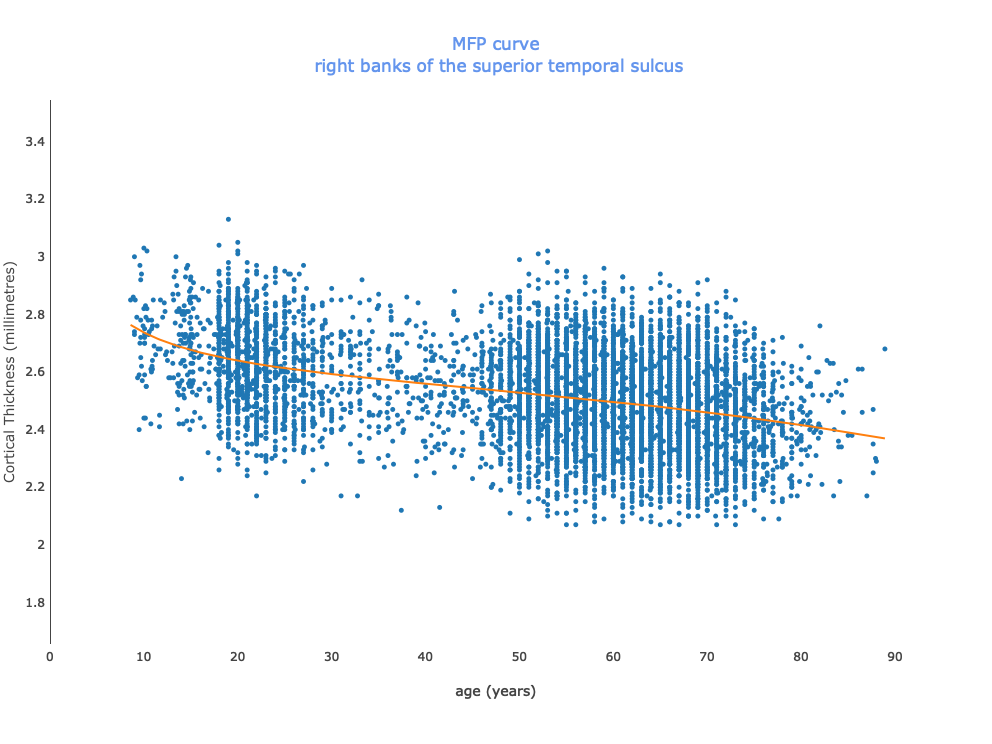 MFP curve
right banks of the superior temporal sulcus
Cortical Thickness (millimetres)
3.4
3.2
3
2.8
2.6
2.4
2.2
2
1.8
0 10 20 30 40 50 60 70 80 90
age (years)